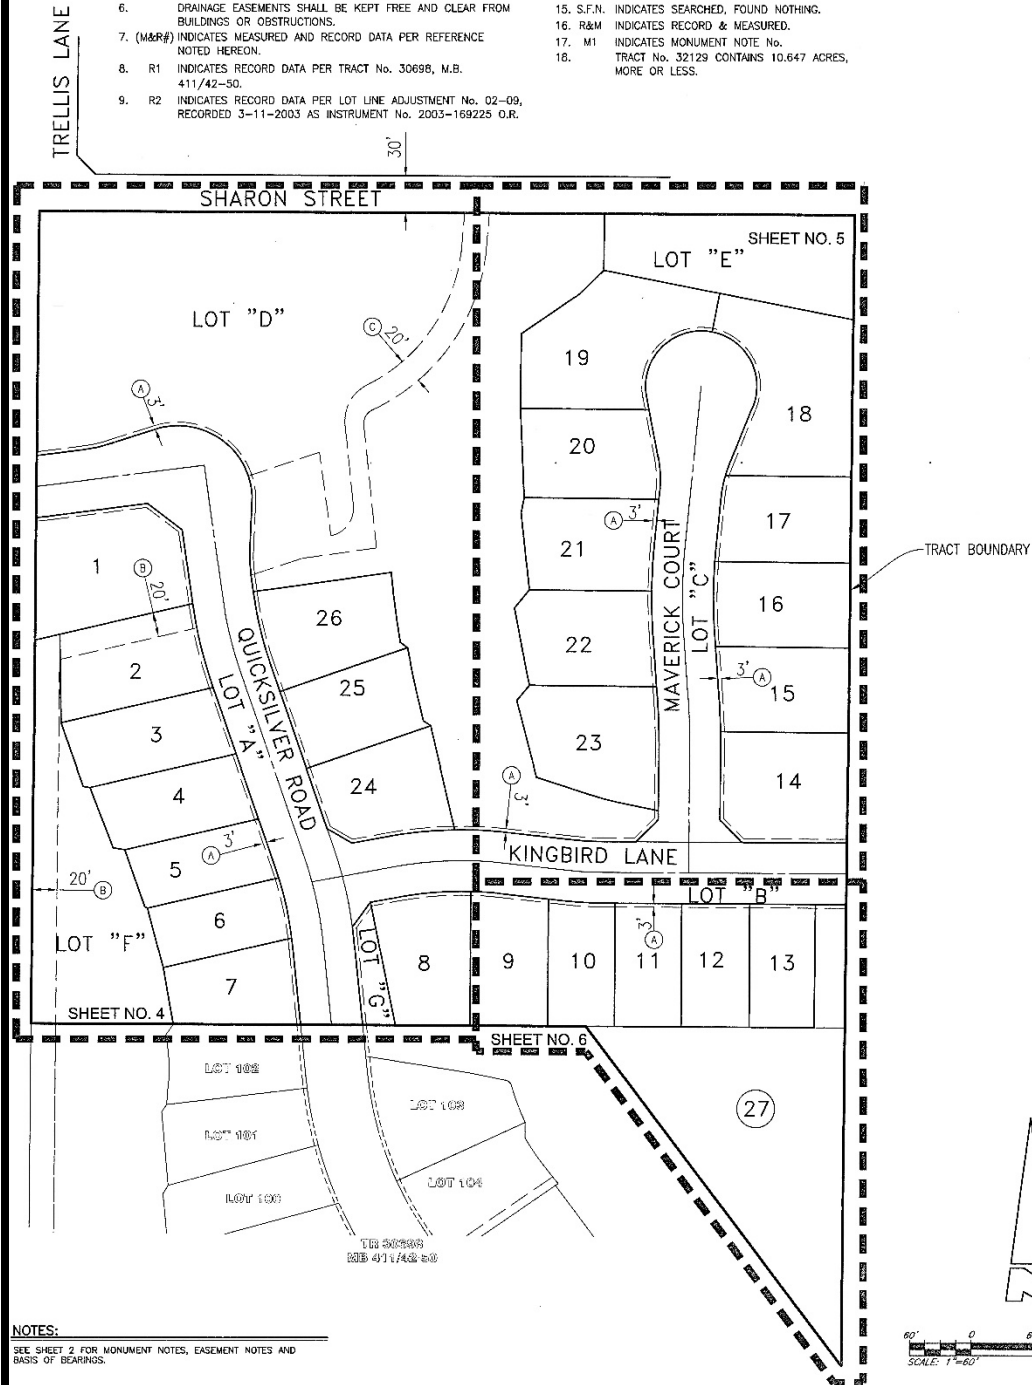 6. DRAINAGE EASEMENTS SHALL BE KEPT FREE AND CLEAR FROM
BUILDINGS OR OBSTRUCTIONS.
7. (M&R#) INDICATES MEASURED AND RECORD DATA PER REFERENCE
NOTED HEREON.
8. R1 INDICATES RECORD DATA PER TRACT No. 30698, M.B.
411/42-50.
9. R2 INDICATES RECORD DATA PER LOT LINE ADJUSTMENT No. 02-09,
RECORDED 3-11-2003 AS INSTRUMENT No. 2003-169225 O.R.
15. S.F.N. INDICATES SEARCHED, FOUND NOTHING.
16. R&M INDICATES RECORD & MEASURED.
17. M1 INDICATES MONUMENT NOTE No.
18. TRACT No. 32129 CONTAINS 10.647 ACRES,
MORE OR LESS.
TRELLIS LANE
30'
SHARON STREET
SHEET NO. 5
LOT "E"
LOT "D"
C 20'
19
A 3'
18
20
17
A 3'
21
TRACT BOUNDARY
1
B 20'
MAVERICK COURT
LOT "C"
16
26
22
2
QUICKSILVER ROAD
LOT "A"
25
3' A
15
3
23
24
14
4
A 3'
A 3'
5
KINGBIRD LANE
20' B
LOT "B"
6
A 3'
LOT "F"
LOT "G"
8
9
10
11
12
13
7
SHEET NO. 4
SHEET NO. 6
LOT 102
LOT 103
27
LOT 101
LOT 104
LOT 100
TR 30698
MB 411/42-50
NOTES:
SEE SHEET 2 FOR MONUMENT NOTES, EASEMENT NOTES AND
BASIS OF BEARINGS.
60' 0
SCALE: 1"=60'